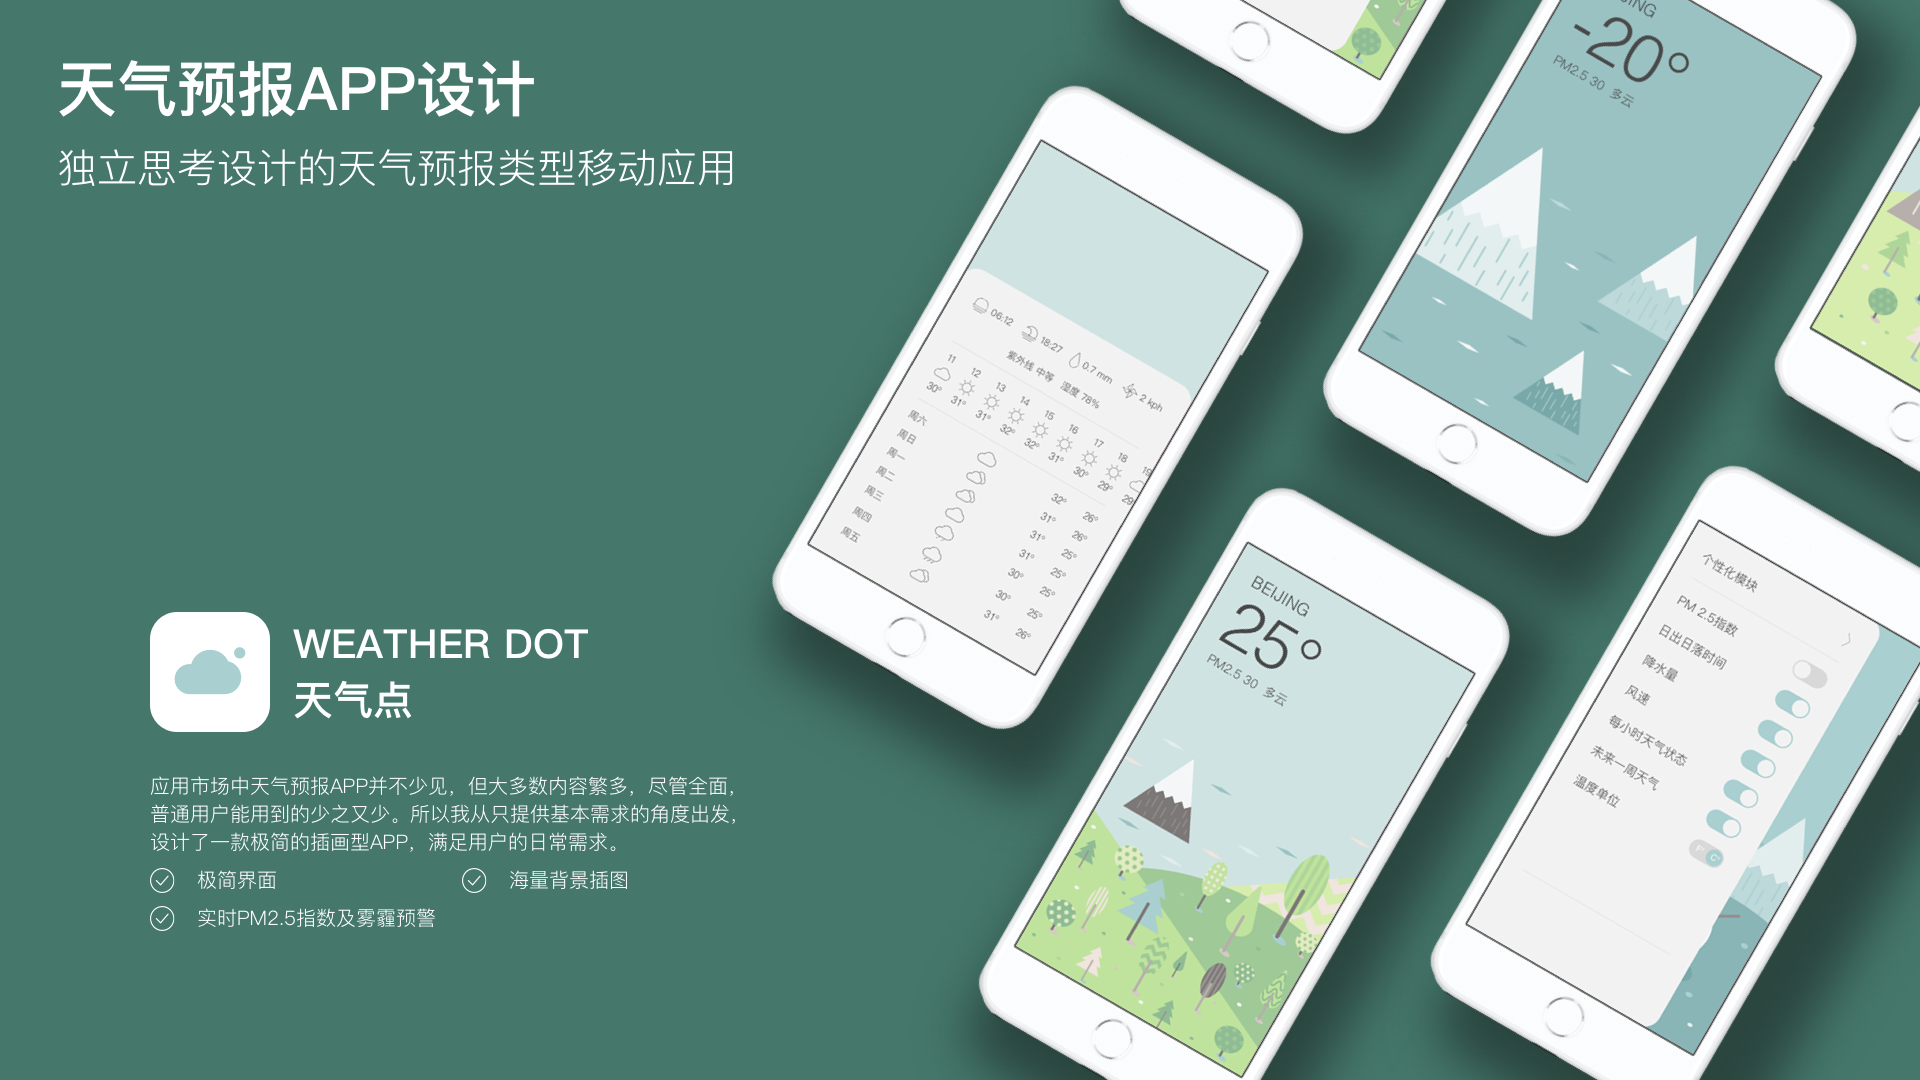 天气预报APP设计
独立思考设计的天气预报类型移动应用
WEATHER DOT
天气点
应用市场中天气预报APP并不少见，但大多数内容繁多，尽管全面，
普通用户能用到的少之又少。所以我从只提供基本需求的角度出发，
设计了一款极简的插画型APP，满足用户的日常需求。
极简界面
海量背景插图
实时PM2.5指数及雾霾预警
06:12 18:27 0.7 mm 2 kph
紫外线 中等 湿度 78%
11 12 13 14 15 16 17 18 19
30° 31° 31° 32° 32° 31° 30° 29° 29°
周六 32° 26°
周日 31° 26°
周一 31° 25°
周二 31° 25°
周三 30° 25°
周四 30° 25°
周五 31° 26°
-20°
PM2.5 30 多云
BEIJING
25°
PM2.5 30 多云
个性化模块
PM 2.5指数
日出日落时间
降水量
风速
每小时天气状态
未来一周天气
温度单位
F° C°